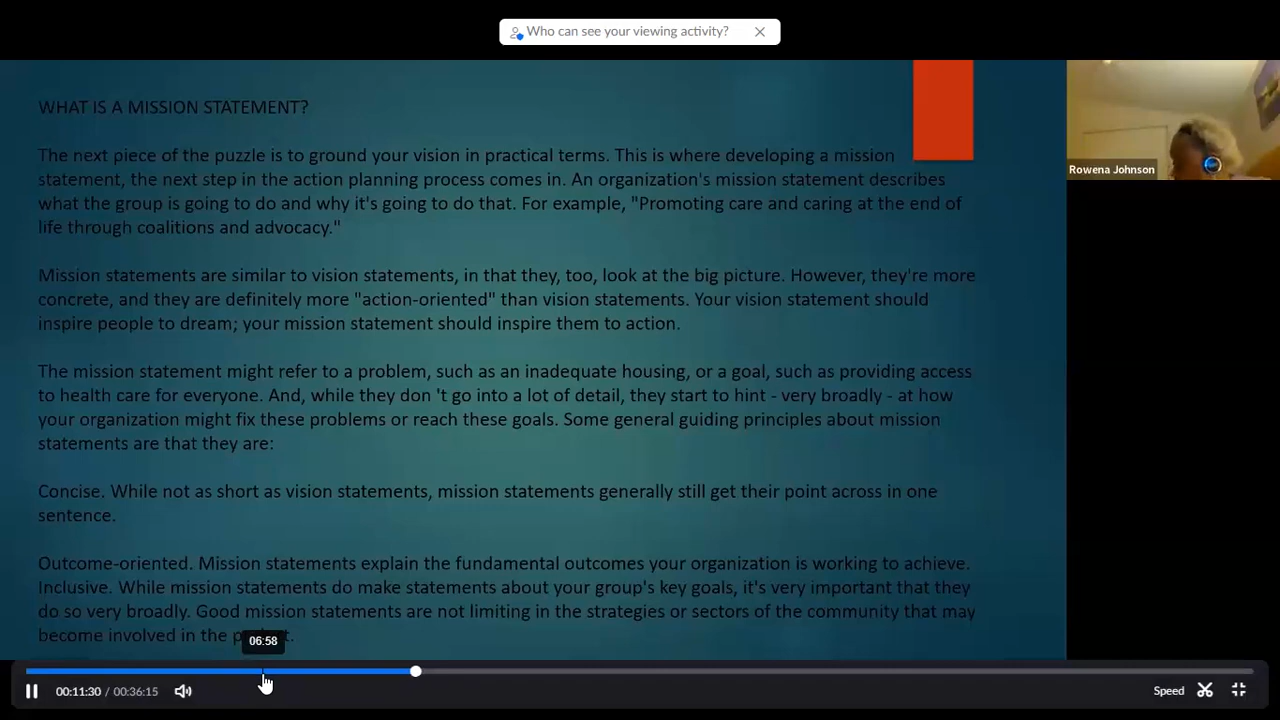 Who can see your viewing activity?
WHAT IS A MISSION STATEMENT?
The next piece of the puzzle is to ground your vision in practical terms. This is where developing a mission
statement, the next step in the action planning process comes in. An organization's mission statement describes
what the group is going to do and why it's going to do that. For example, "Promoting care and caring at the end of
life through coalitions and advocacy."
Mission statements are similar to vision statements, in that they, too, look at the big picture. However, they're more
concrete, and they are definitely more "action-oriented" than vision statements. Your vision statement should
inspire people to dream; your mission statement should inspire them to action.
The mission statement might refer to a problem, such as an inadequate housing, or a goal, such as providing access
to health care for everyone. And, while they don 't go into a lot of detail, they start to hint - very broadly - at how
your organization might fix these problems or reach these goals. Some general guiding principles about mission
statements are that they are:
Concise. While not as short as vision statements, mission statements generally still get their point across in one
sentence.
Outcome-oriented. Mission statements explain the fundamental outcomes your organization is working to achieve.
Inclusive. While mission statements do make statements about your group's key goals, it's very important that they
do so very broadly. Good mission statements are not limiting in the strategies or sectors of the community that may
become involved in the
Rowena Johnson
06:58
00:11:30 / 00:36:15
Speed